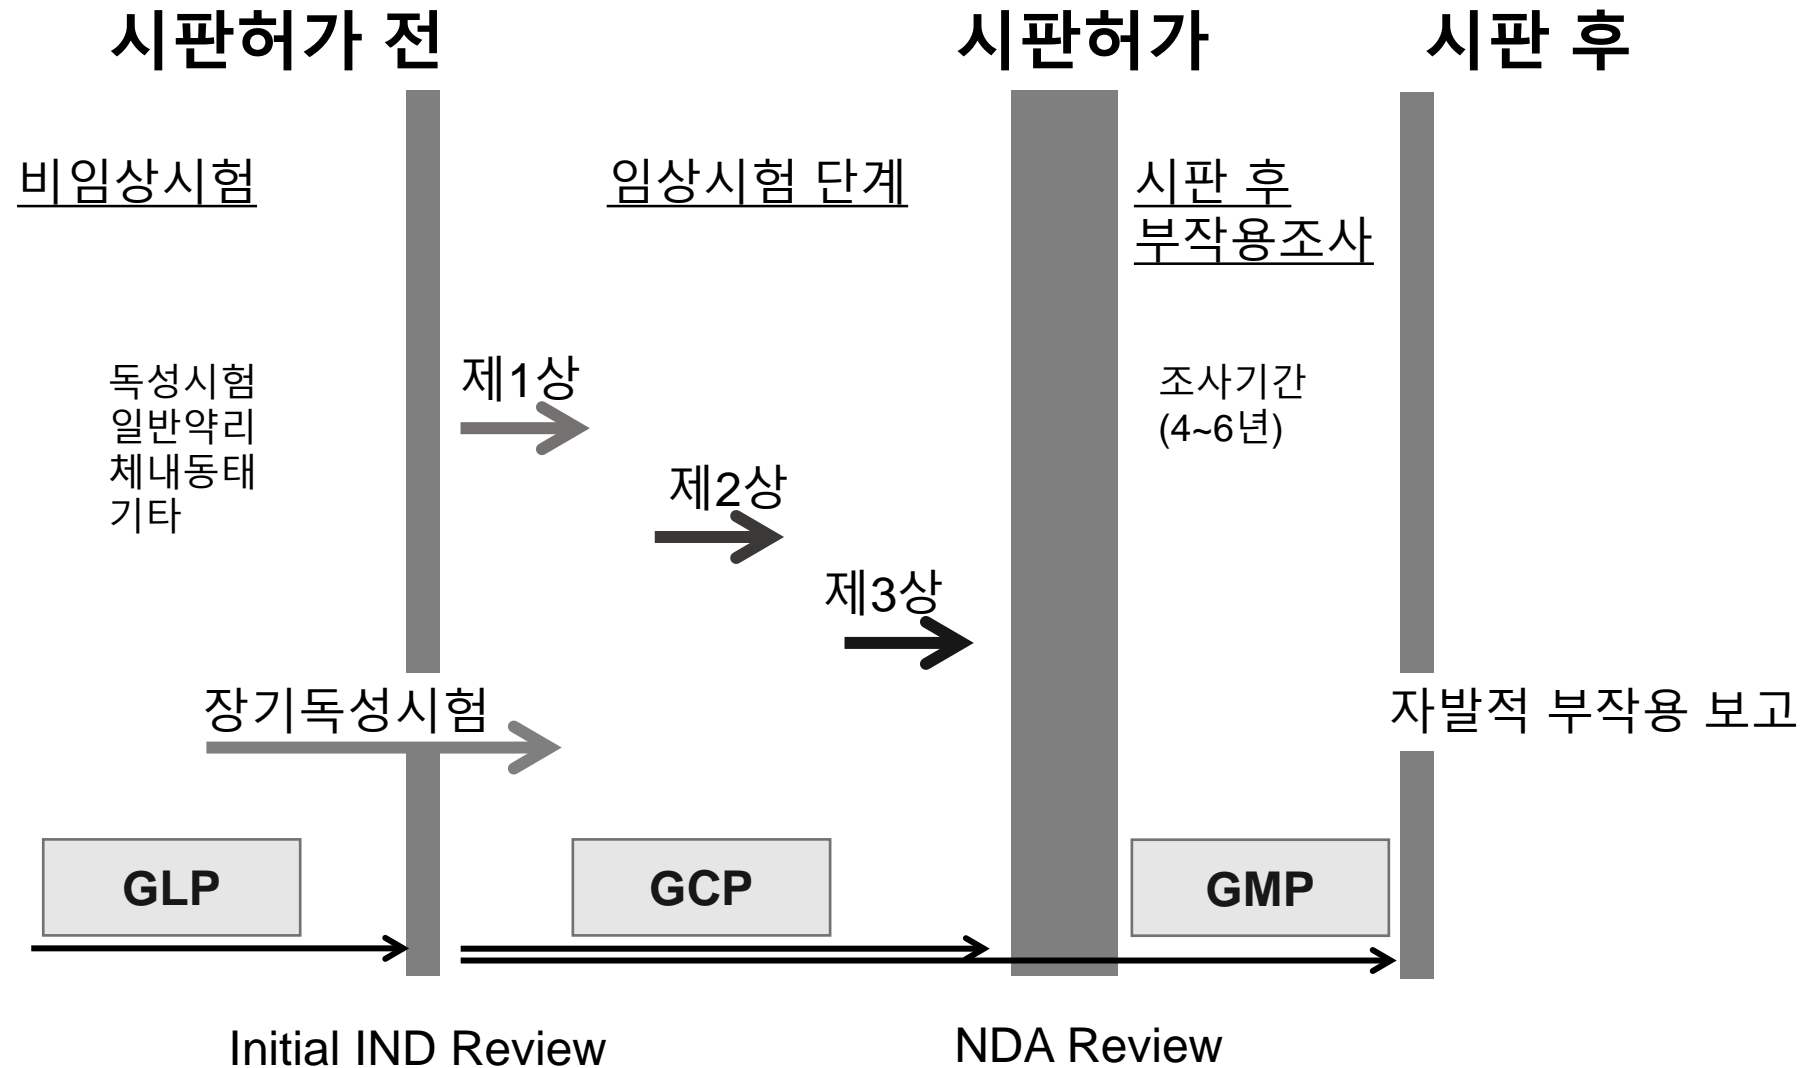 시판허가 전
시판허가
시판 후
비임상시험
임상시험 단계
시판 후
부작용조사
독성시험
일반약리
체내동태
기타
제1상
제2상
제3상
조사기간
(4~6년)
장기독성시험
자발적 부작용 보고
GLP
GCP
GMP
Initial IND Review
NDA Review